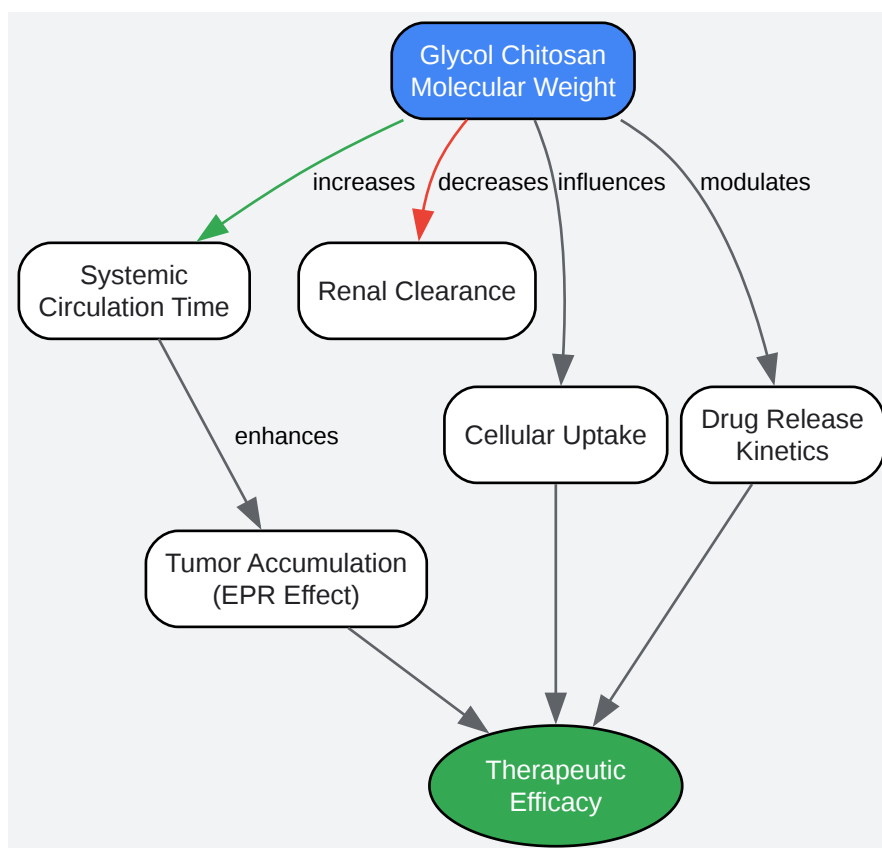 Glycol Chitosan
Molecular Weight
increases
decreases
influences
modulates
Systemic
Circulation Time
Renal Clearance
Cellular Uptake
Drug Release
Kinetics
enhances
Tumor Accumulation
(EPR Effect)
Therapeutic
Efficacy